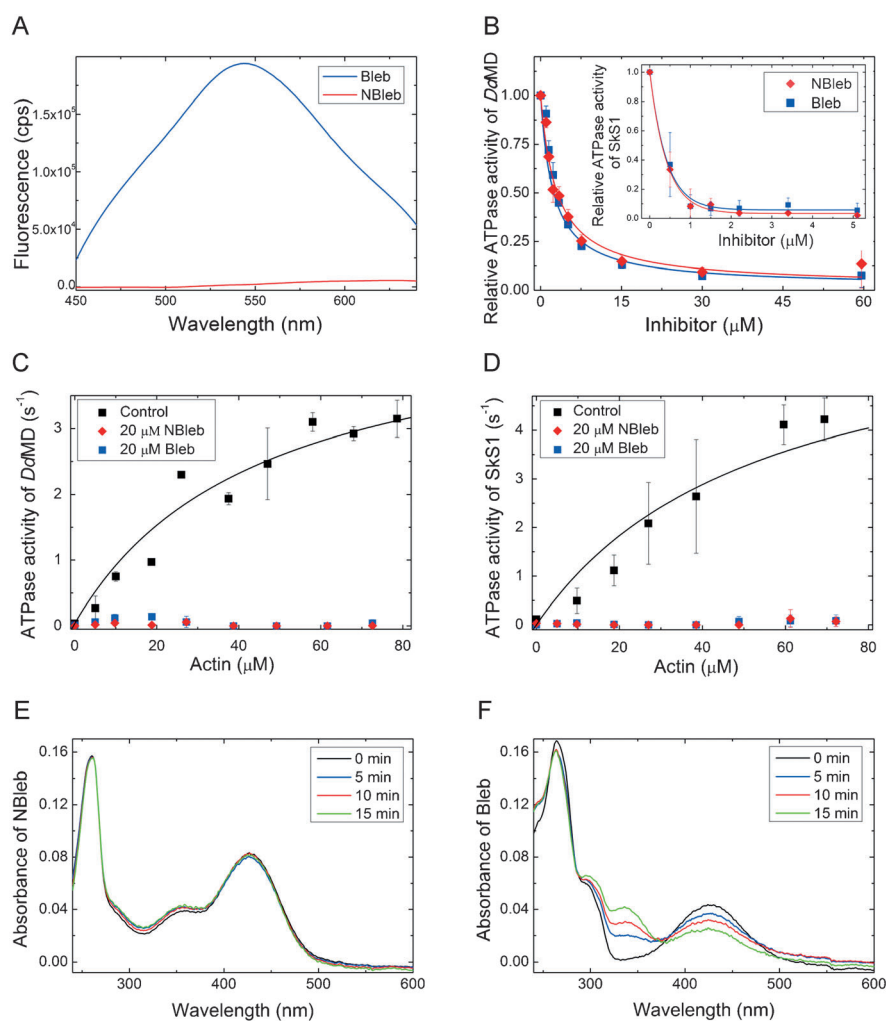 A
Fluorescence (cps)
1.5x10⁵
1.0x10⁵
5.0x10⁴
0.0
450 500 550 600
Wavelength (nm)
Bleb
NBleb
B
Relative ATPase activity of DdMD
1.00
0.75
0.50
0.25
0.00
0 15 30 45 60
Inhibitor (μM)
Relative ATPase activity
of SkS1
1.0
0.8
0.6
0.4
0.2
0.0
0 1 2 3 4 5
Inhibitor (μM)
NBleb
Bleb
C
ATPase activity of DdMD (s⁻¹)
3
2
1
0
0 20 40 60 80
Actin (μM)
Control
20 μM NBleb
20 μM Bleb
D
ATPase activity of SkS1 (s⁻¹)
5
4
3
2
1
0
0 20 40 60 80
Actin (μM)
Control
20 μM NBleb
20 μM Bleb
E
Absorbance of NBleb
0.16
0.12
0.08
0.04
0.00
300 400 500 600
Wavelength (nm)
0 min
5 min
10 min
15 min
F
Absorbance of Bleb
0.16
0.12
0.08
0.04
0.00
300 400 500 600
Wavelength (nm)
0 min
5 min
10 min
15 min